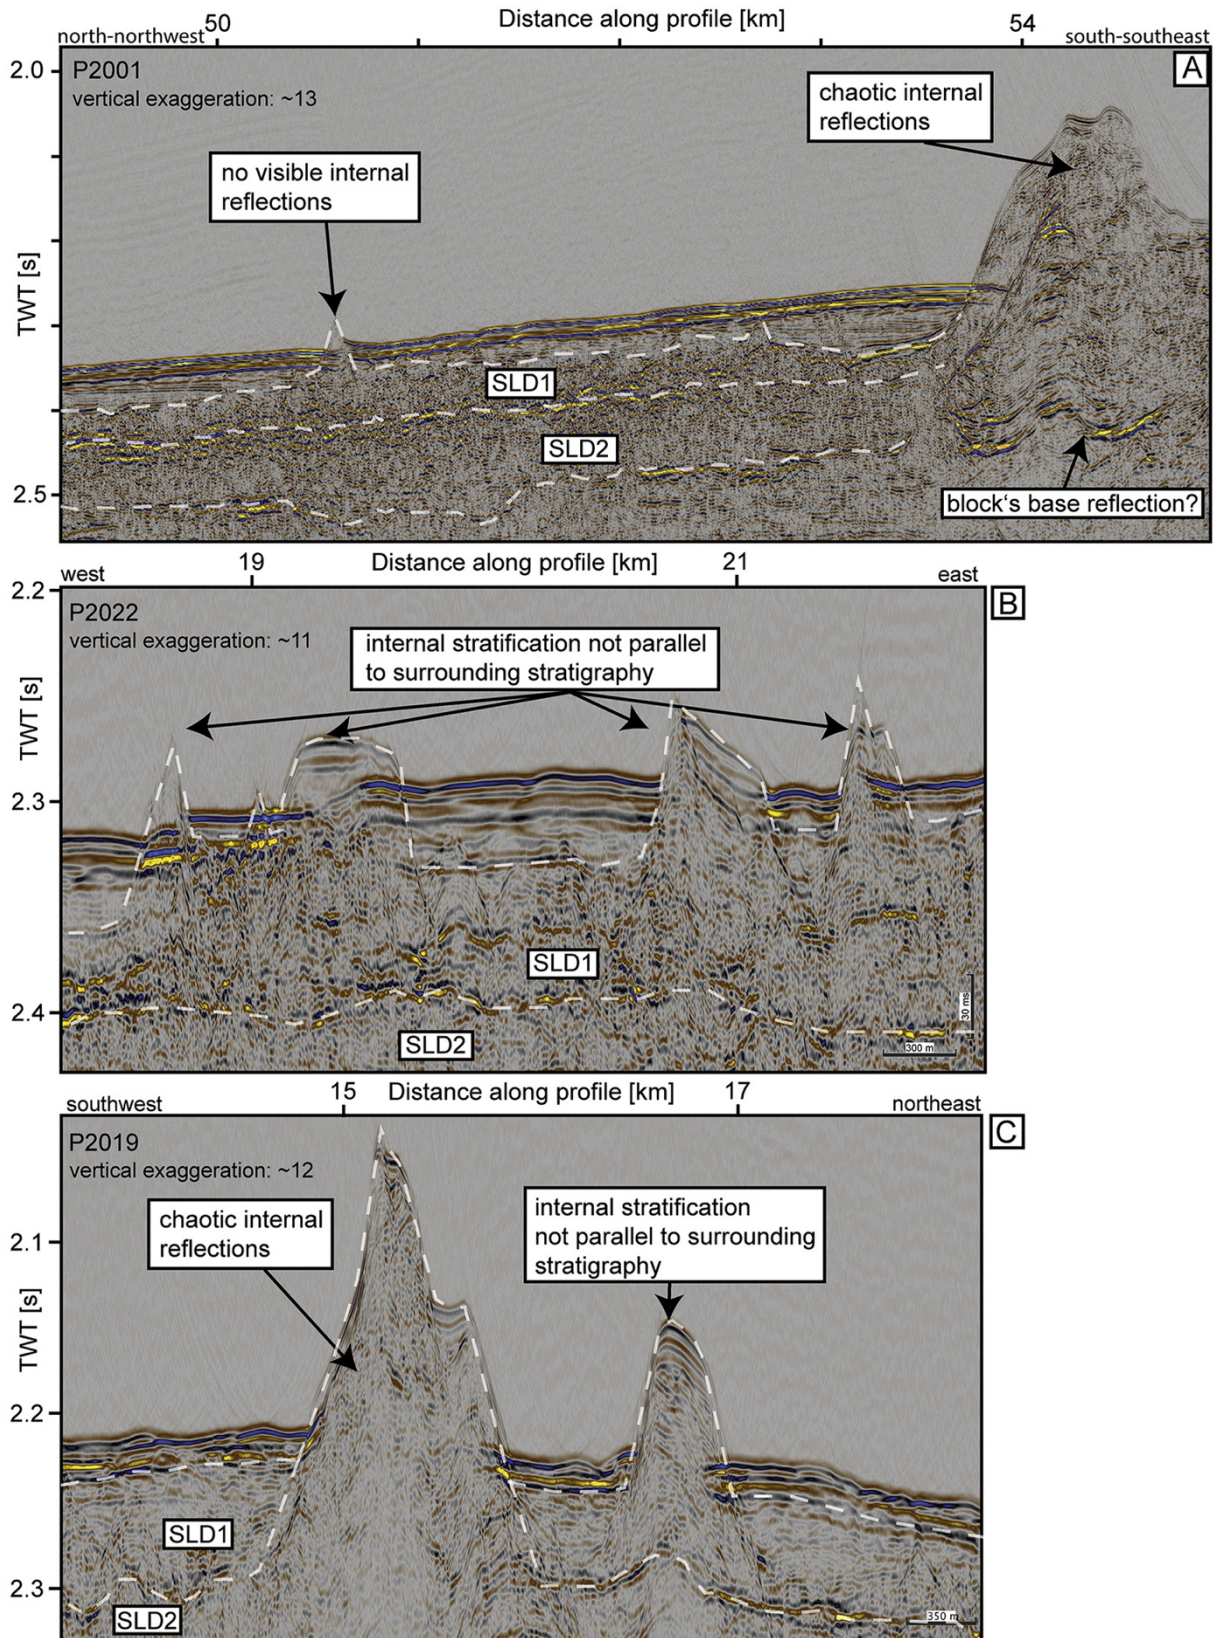 Distance along profile [km]
50
54
north-northwest
south-southeast
2.0
P2001
vertical exaggeration: ~13
A
chaotic internal
reflections
no visible internal
reflections
TWT [s]
SLD1
SLD2
2.5
block's base reflection?
19
Distance along profile [km]
21
west
east
2.2
P2022
vertical exaggeration: ~11
B
internal stratification not parallel
to surrounding stratigraphy
TWT [s]
2.3
SLD1
30 ms
2.4
SLD2
300 m
15
Distance along profile [km]
17
southwest
northeast
P2019
vertical exaggeration: ~12
C
chaotic internal
reflections
internal stratification
not parallel to surrounding
stratigraphy
2.1
TWT [s]
2.2
SLD1
2.3
SLD2
350 m